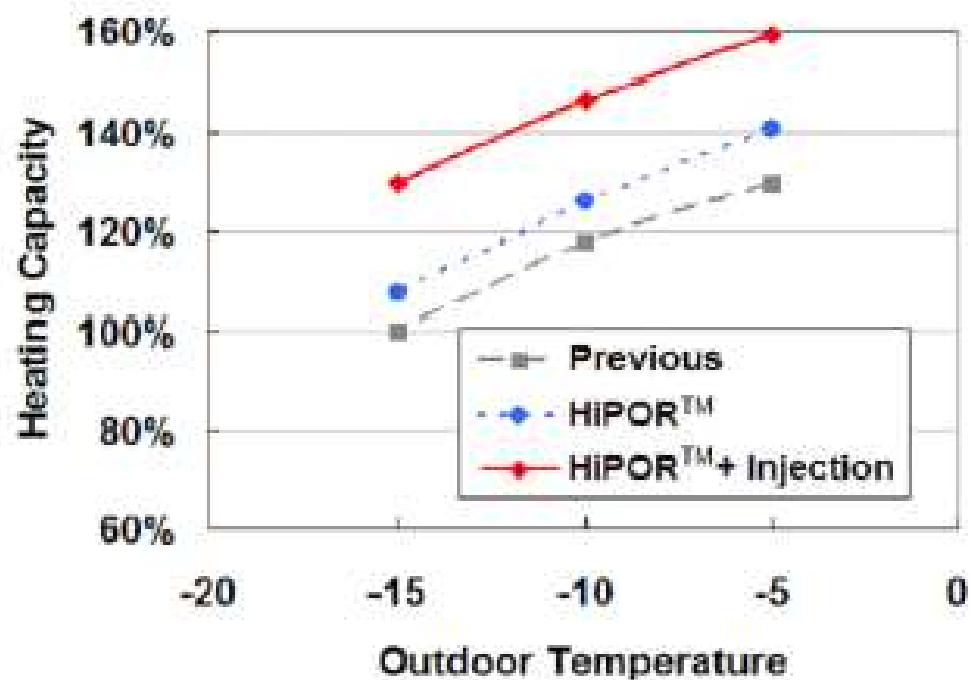 160%
140%
120%
100%
80%
60%
Heating Capacity
Previous
HiPOR™
HiPOR™ + Injection
-20 -15 -10 -5 0
Outdoor Temperature